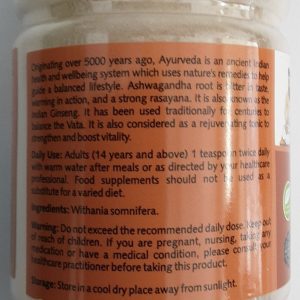 Originating over 5000 years ago, Ayurveda is an ancient Indian
health and wellbeing system which uses nature's remedies to help
guide a balanced lifestyle. Ashwagandha root is bitter in taste,
warming in action, and a strong rasayana. It is also known as the
Indian Ginseng. It has been used traditionally for centuries to
balance the Vata. It is also considered as a rejuvenating tonic to
strengthen and boost vitality.
Daily Use: Adults (14 years and above) 1 teaspoon twice daily
with warm water after meals or as directed by your healthcare
professional. Food supplements should not be used as a
substitute for a varied diet.
Ingredients: Withania somnifera.
Warning: Do not exceed the recommended daily dose. Keep out
of reach of children. If you are pregnant, nursing, taking any
medication or have a medical condition, please consult your
healthcare practitioner before taking this product.
Storage: Store in a cool dry place away from sunlight.